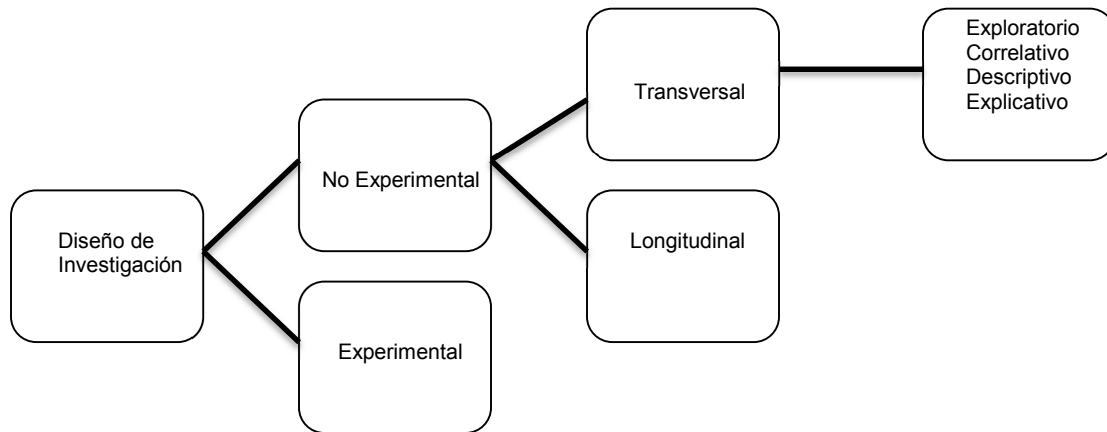 Diseño de
Investigación
No Experimental
Experimental
Transversal
Longitudinal
Exploratorio
Correlativo
Descriptivo
Explicativo